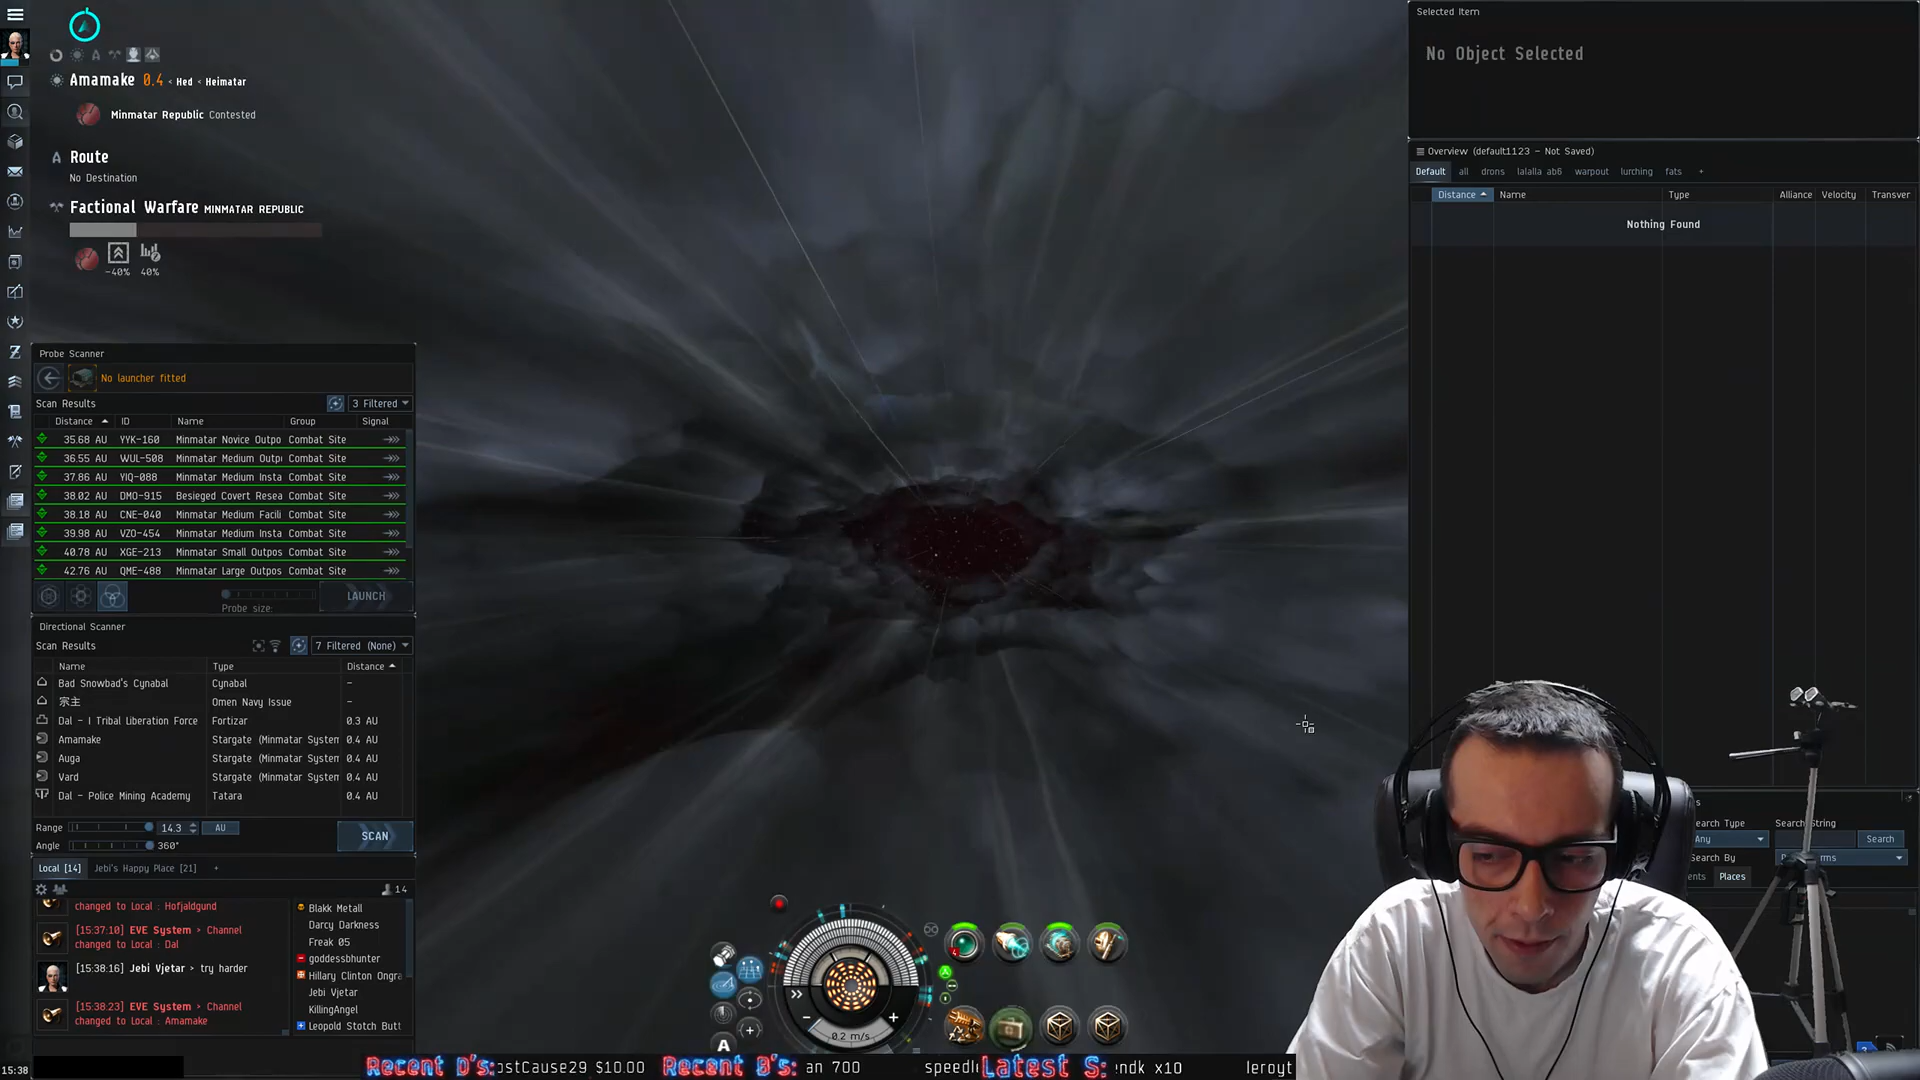 Amamake 0.4 < Hed < Heimatar
Minmatar Republic Contested
Route
No Destination
Factional Warfare MINMATAR REPUBLIC
-40% 40%
Probe Scanner
No launcher fitted
Scan Results 3 Filtered
Distance ID Name Group Signal
35.68 AU YYK-160 Minmatar Novice Outpo Combat Site
36.55 AU WUL-508 Minmatar Medium Outp Combat Site
37.86 AU YIQ-088 Minmatar Medium Insta Combat Site
38.02 AU DMO-915 Besieged Covert Resea Combat Site
38.18 AU CNE-040 Minmatar Medium Facili Combat Site
39.98 AU VZO-454 Minmatar Medium Insta Combat Site
40.78 AU XGE-213 Minmatar Small Outpos Combat Site
42.76 AU QME-488 Minmatar Large Outpos Combat Site
Probe size:
LAUNCH
Directional Scanner
Scan Results 7 Filtered (None)
Name Type Distance
Bad Snowbad's Cynabal Cynabal -
宗主 Omen Navy Issue -
Dal - I Tribal Liberation Force Fortizar 0.3 AU
Amamake Stargate (Minmatar System 0.4 AU
Auga Stargate (Minmatar System 0.4 AU
Vard Stargate (Minmatar System 0.4 AU
Dal - Police Mining Academy Tatara 0.4 AU
Range 14.3 AU
Angle 360°
SCAN
Local [14] Jebi's Happy Place [21] +
14
changed to Local : Hofjaldgund
[15:37:10] EVE System > Channel
changed to Local : Dal
[15:38:16] Jebi Vjetar > try harder
[15:38:23] EVE System > Channel
changed to Local : Amamake
Blakk Metall
Darcy Darkness
Freak 05
goddessbhunter
Hillary Clinton Ongra
Jebi Vjetar
KillingAngel
Leopold Stotch Butt
15:38
0.2 m/s
A
Recent D's: ostCause29 $10.00 Recent B's: an 700 speedl Latest S: endk x10 leroyt
Selected Item
No Object Selected
Overview (default1123 - Not Saved)
Default all drons lalalla ab6 warpout lurching fats +
Distance Name Type Alliance Velocity Transver
Nothing Found
earch Type Search String
Any Search
earch By
Places